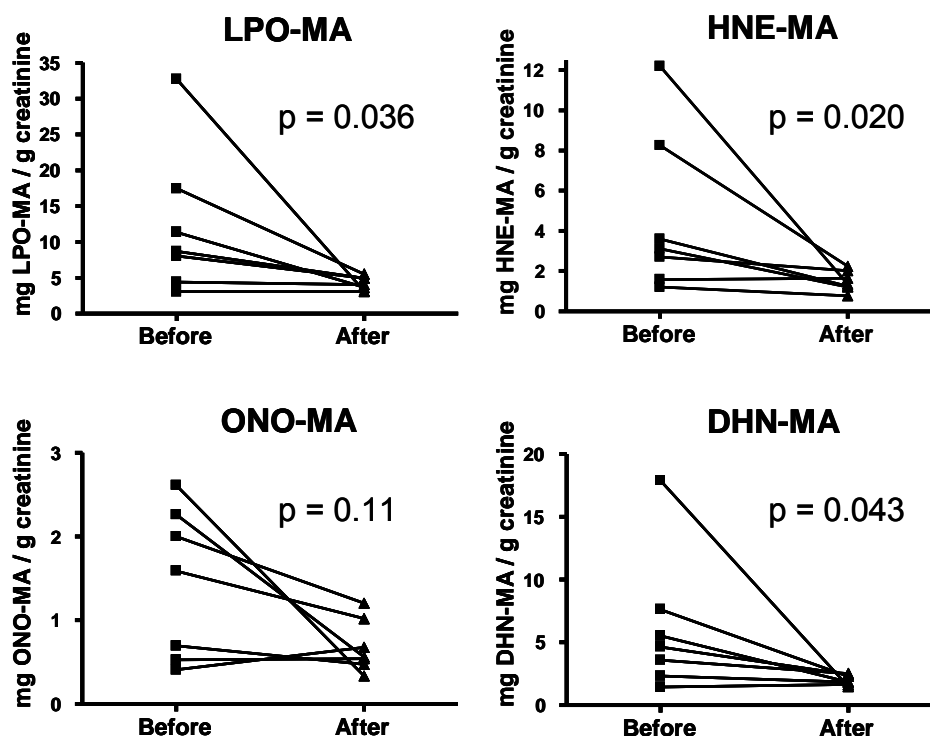 LPO-MA
mg LPO-MA / g creatinine
35
30
25
20
15
10
5
0
p = 0.036
Before
After
HNE-MA
mg HNE-MA / g creatinine
12
10
8
6
4
2
0
p = 0.020
Before
After
ONO-MA
mg ONO-MA / g creatinine
3
2
1
0
p = 0.11
Before
After
DHN-MA
mg DHN-MA / g creatinine
20
15
10
5
0
p = 0.043
Before
After